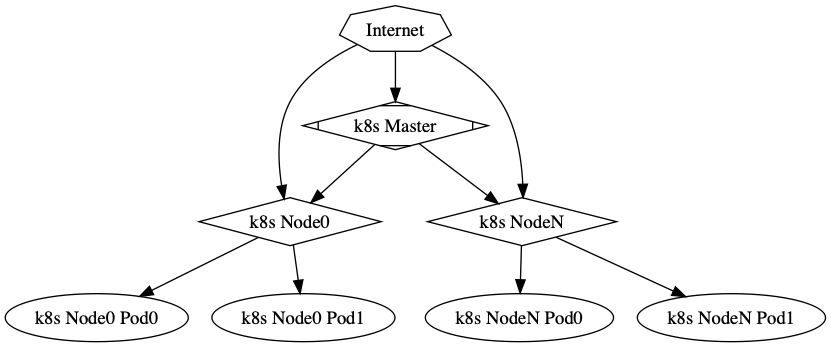 Internet
k8s Master
k8s Node0
k8s NodeN
k8s Node0 Pod0
k8s Node0 Pod1
k8s NodeN Pod0
k8s NodeN Pod1